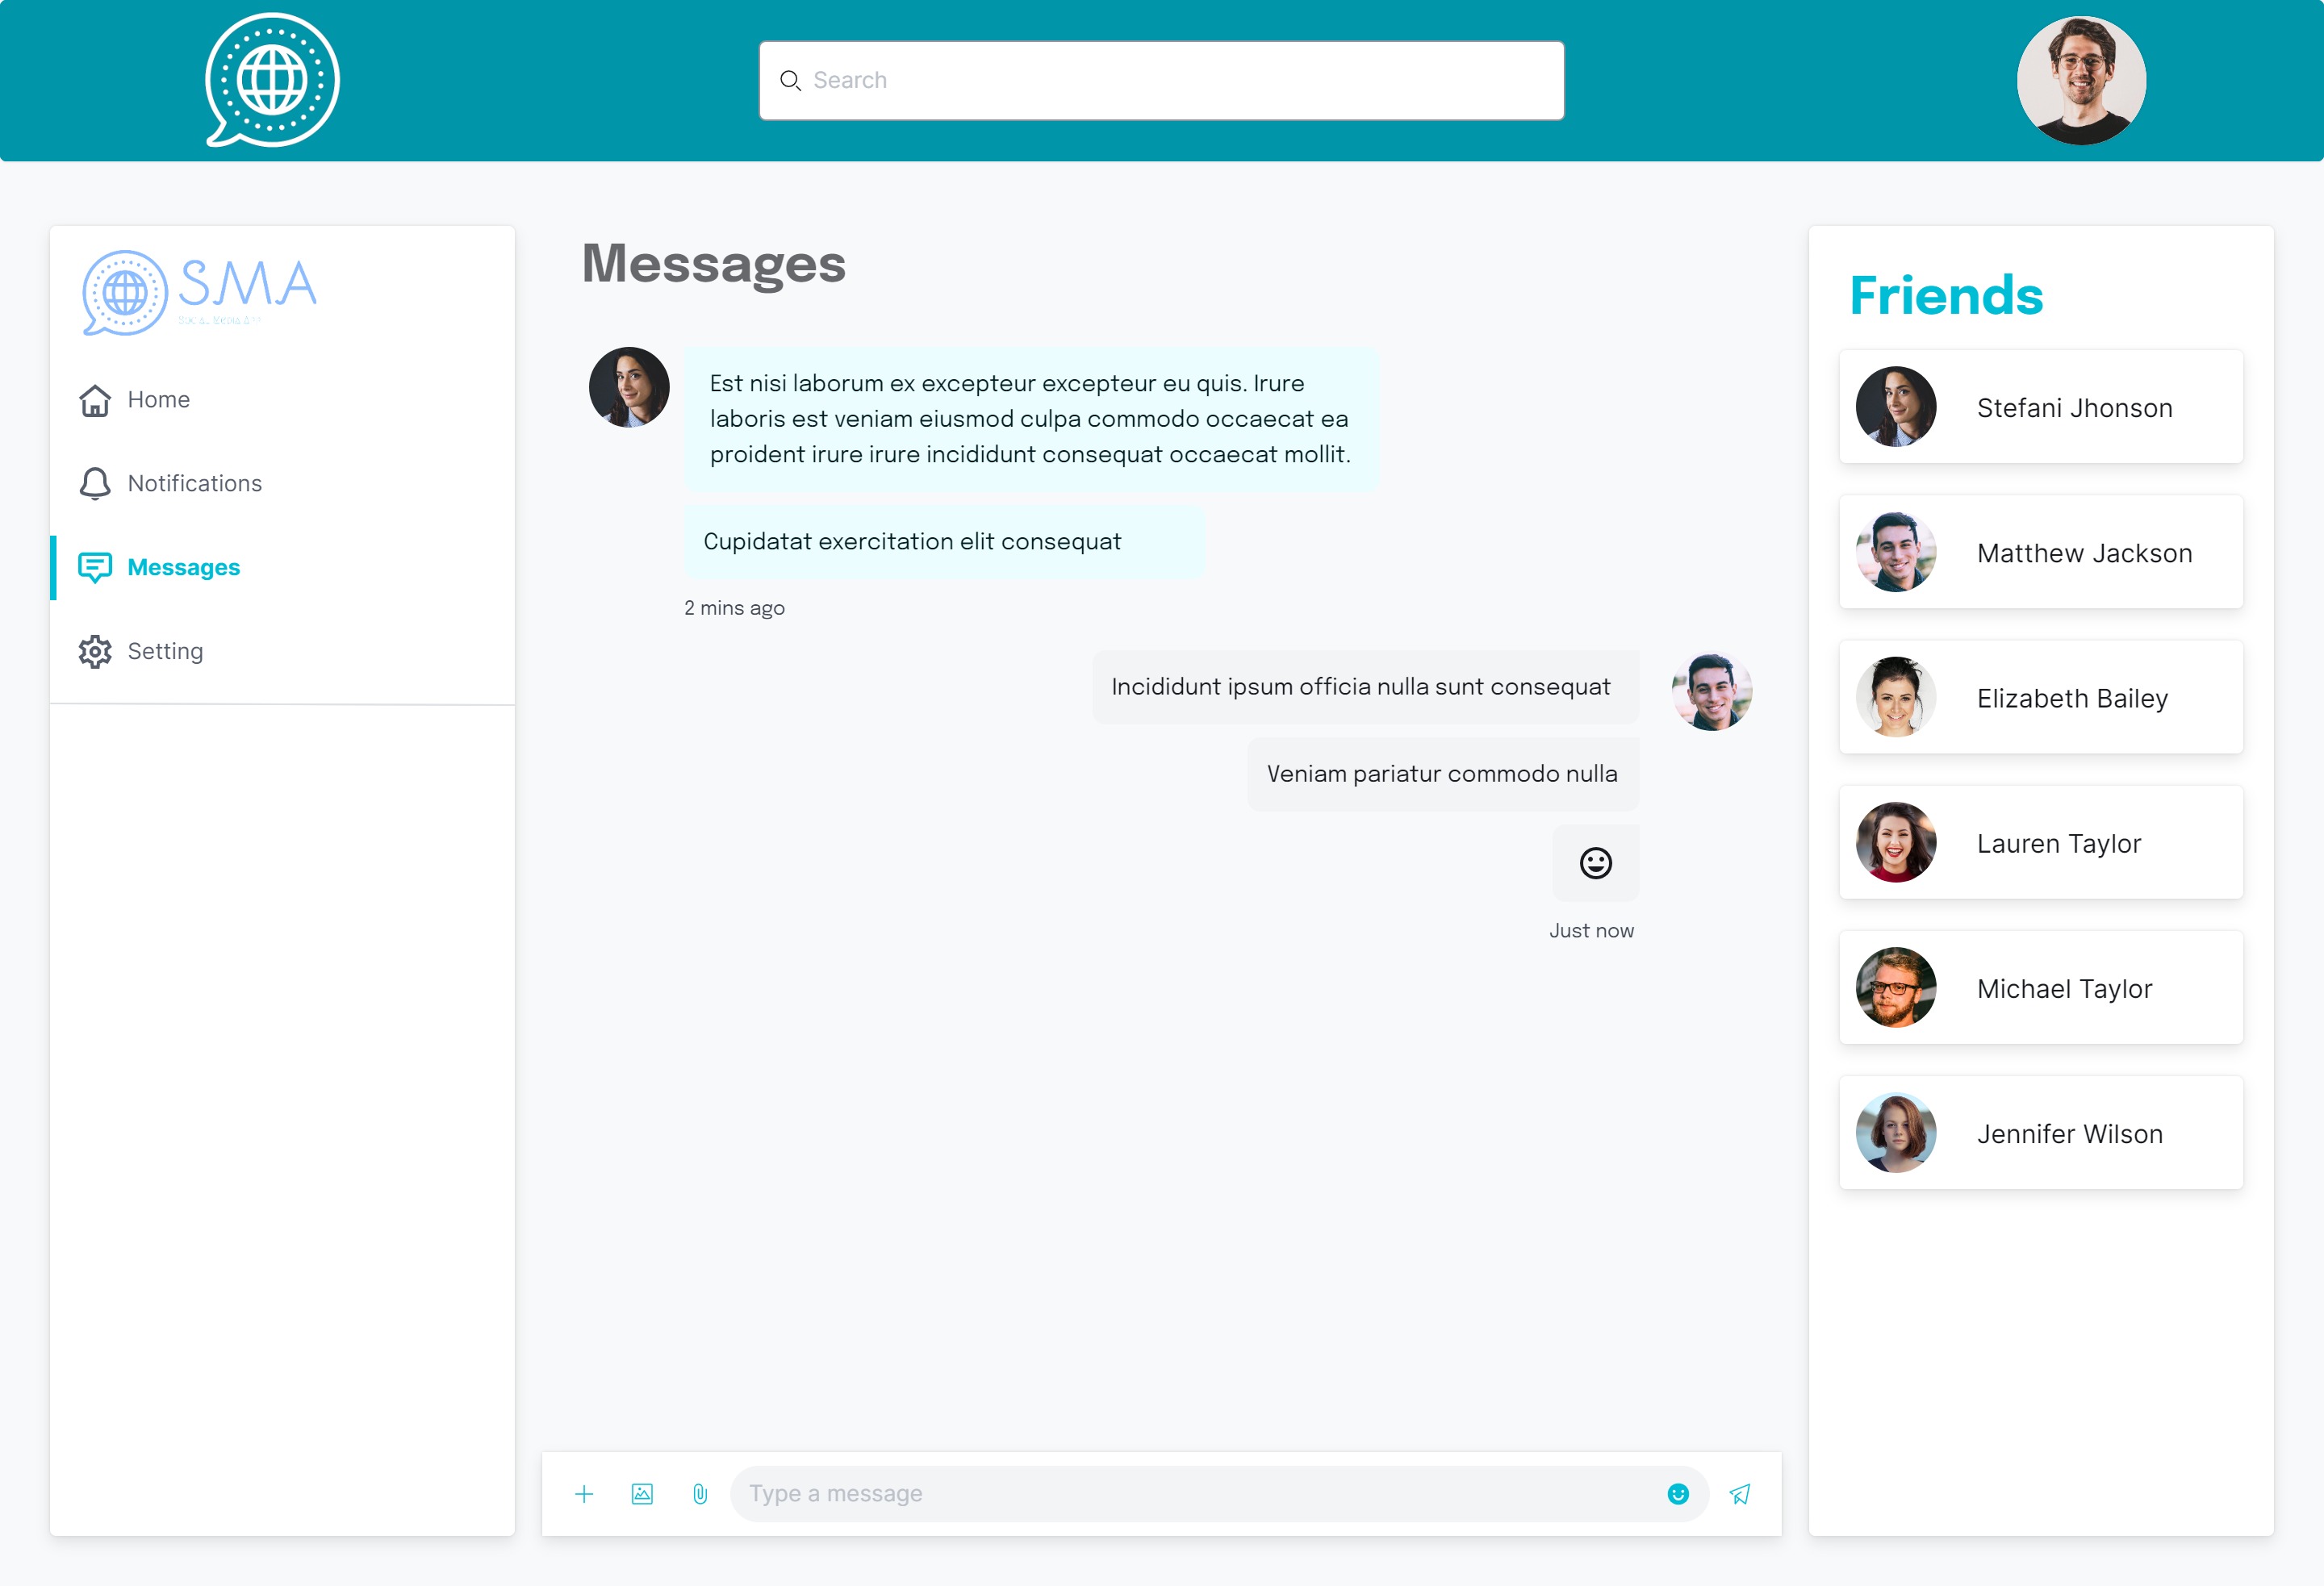 Search
SMA
Home
Notifications
Messages
Setting
Messages
Est nisi laborum ex excepteur excepteur eu quis. Irure
laboris est veniam eiusmod culpa commodo occaecat ea
proident irure irure incididunt consequat occaecat mollit.
Cupidatat exercitation elit consequat
2 mins ago
Incididunt ipsum officia nulla sunt consequat
Veniam pariatur commodo nulla
Just now
Type a message
Friends
Stefani Jhonson
Matthew Jackson
Elizabeth Bailey
Lauren Taylor
Michael Taylor
Jennifer Wilson